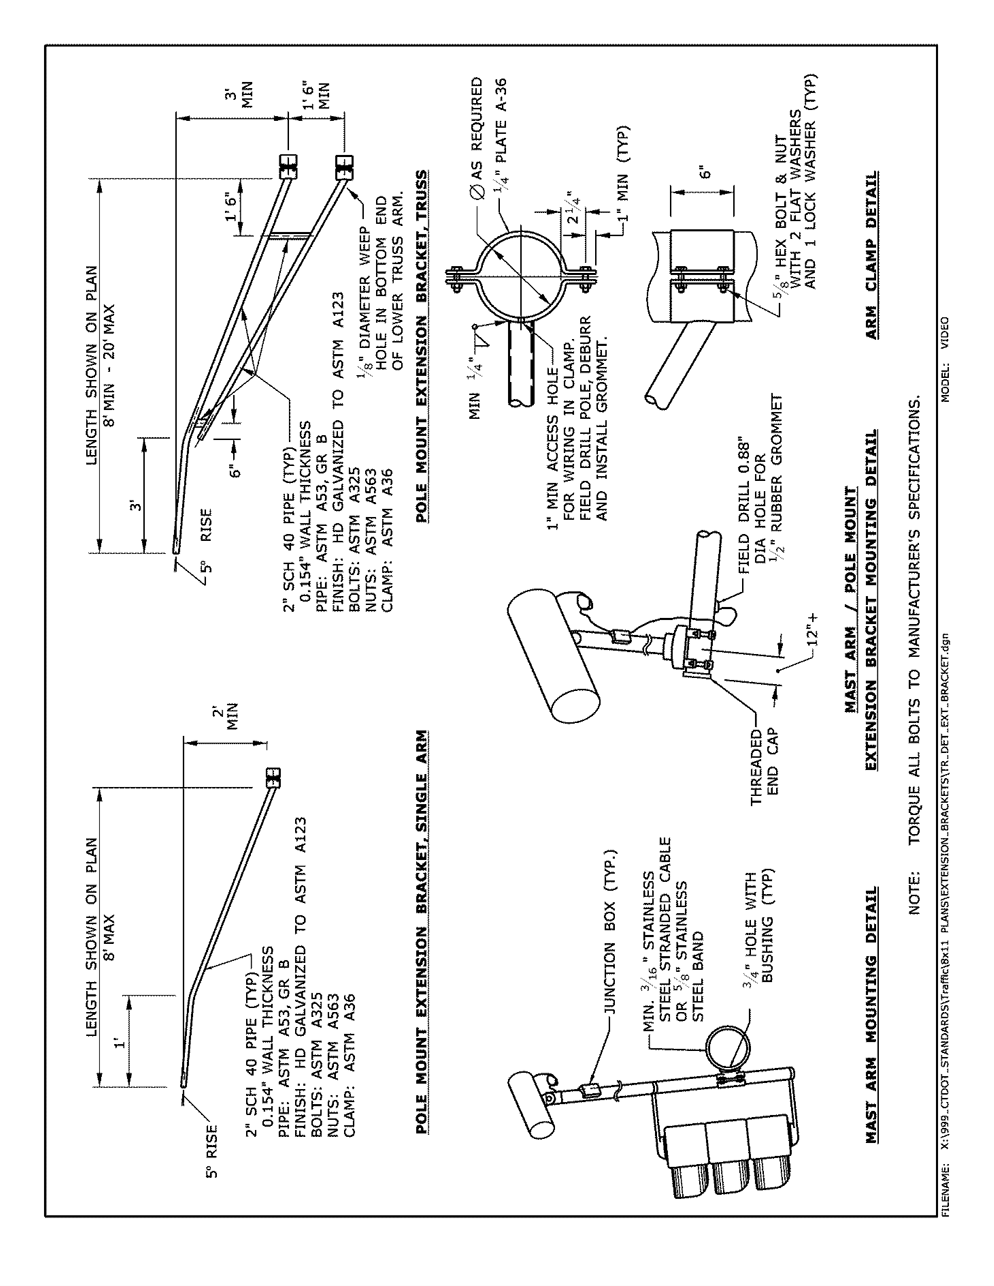 LENGTH SHOWN ON PLAN
8' MAX
1'
2'
MIN
5° RISE
2" SCH 40 PIPE (TYP)
0.154" WALL THICKNESS
PIPE: ASTM A53, GR B
FINISH: HD GALVANIZED TO ASTM A123
BOLTS: ASTM A325
NUTS: ASTM A563
CLAMP: ASTM A36
POLE MOUNT EXTENSION BRACKET, SINGLE ARM
LENGTH SHOWN ON PLAN
8' MIN - 20' MAX
3'
1' 6"
3'
MIN
1' 6"
MIN
5° RISE
6"
2" SCH 40 PIPE (TYP)
0.154" WALL THICKNESS
PIPE: ASTM A53, GR B
FINISH: HD GALVANIZED TO ASTM A123
BOLTS: ASTM A325
NUTS: ASTM A563
CLAMP: ASTM A36
1/8" DIAMETER WEEP
HOLE IN BOTTOM END
OF LOWER TRUSS ARM.
POLE MOUNT EXTENSION BRACKET, TRUSS
JUNCTION BOX (TYP.)
MIN. 3/16" STAINLESS
STEEL STRANDED CABLE
OR 5/8" STAINLESS
STEEL BAND
3/4" HOLE WITH
BUSHING (TYP)
MAST ARM MOUNTING DETAIL
THREADED
END CAP
12"+
FIELD DRILL 0.88"
DIA HOLE FOR
1/2" RUBBER GROMMET
MAST ARM / POLE MOUNT
EXTENSION BRACKET MOUNTING DETAIL
MIN 1/4"
Ø AS REQUIRED
1/4" PLATE A-36
2 1/4"
1" MIN (TYP)
1" MIN ACCESS HOLE
FOR WIRING IN CLAMP.
FIELD DRILL POLE, DEBURR
AND INSTALL GROMMET.
6"
5/8" HEX BOLT & NUT
WITH 2 FLAT WASHERS
AND 1 LOCK WASHER (TYP)
ARM CLAMP DETAIL
NOTE: TORQUE ALL BOLTS TO MANUFACTURER'S SPECIFICATIONS.
FILENAME: X:\999_CTDOT_STANDARDS\Traffic\8x11 PLANS\EXTENSION_BRACKETS\TR_DET_EXT_BRACKET.dgn MODEL: VIDEO